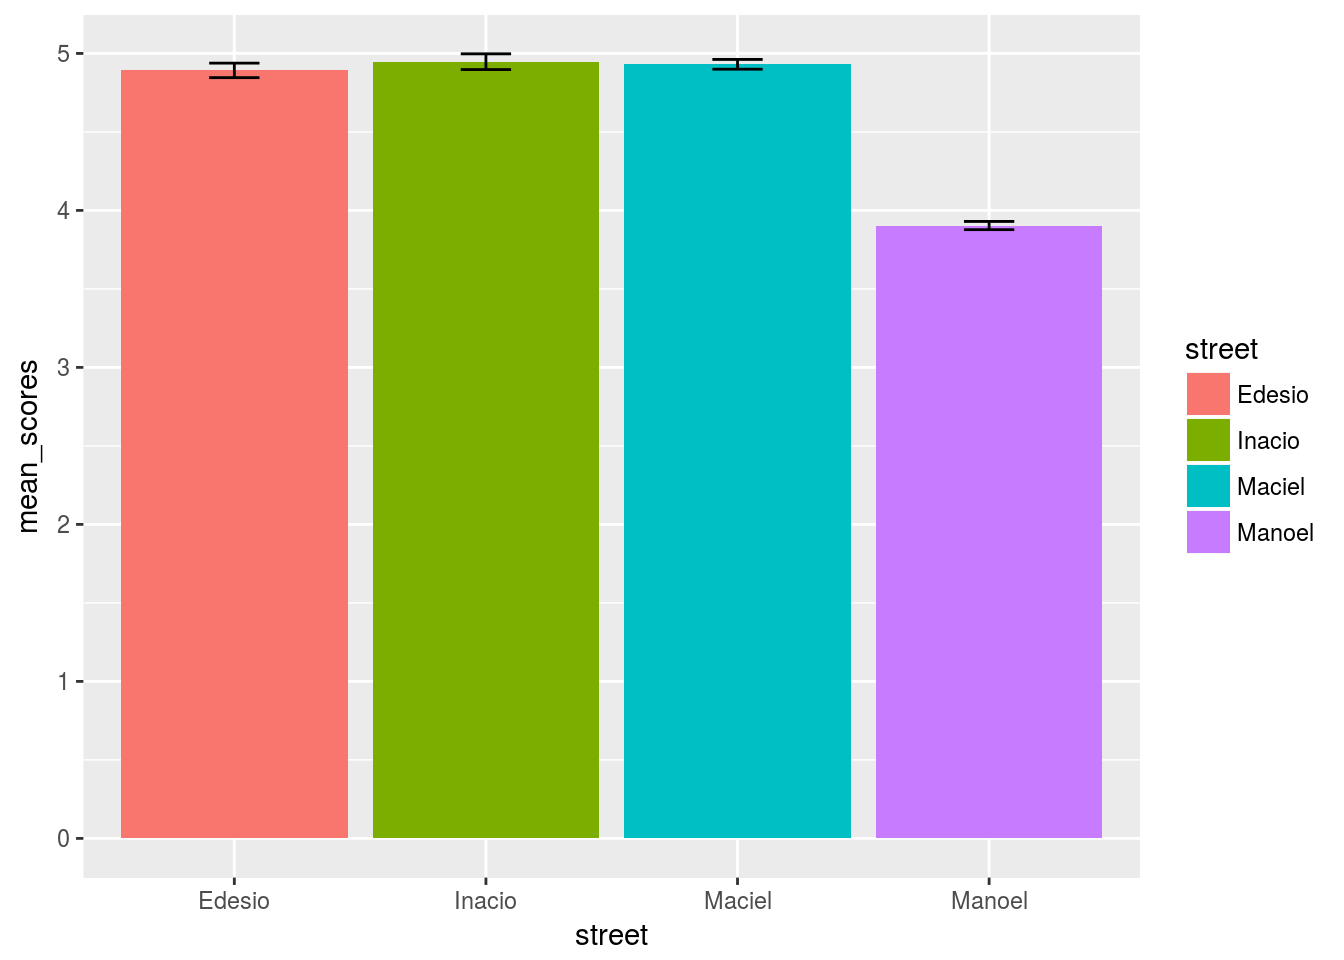 5
4
3
2
1
0
mean_scores
Edesio
Inacio
Maciel
Manoel
street
street
Edesio
Inacio
Maciel
Manoel